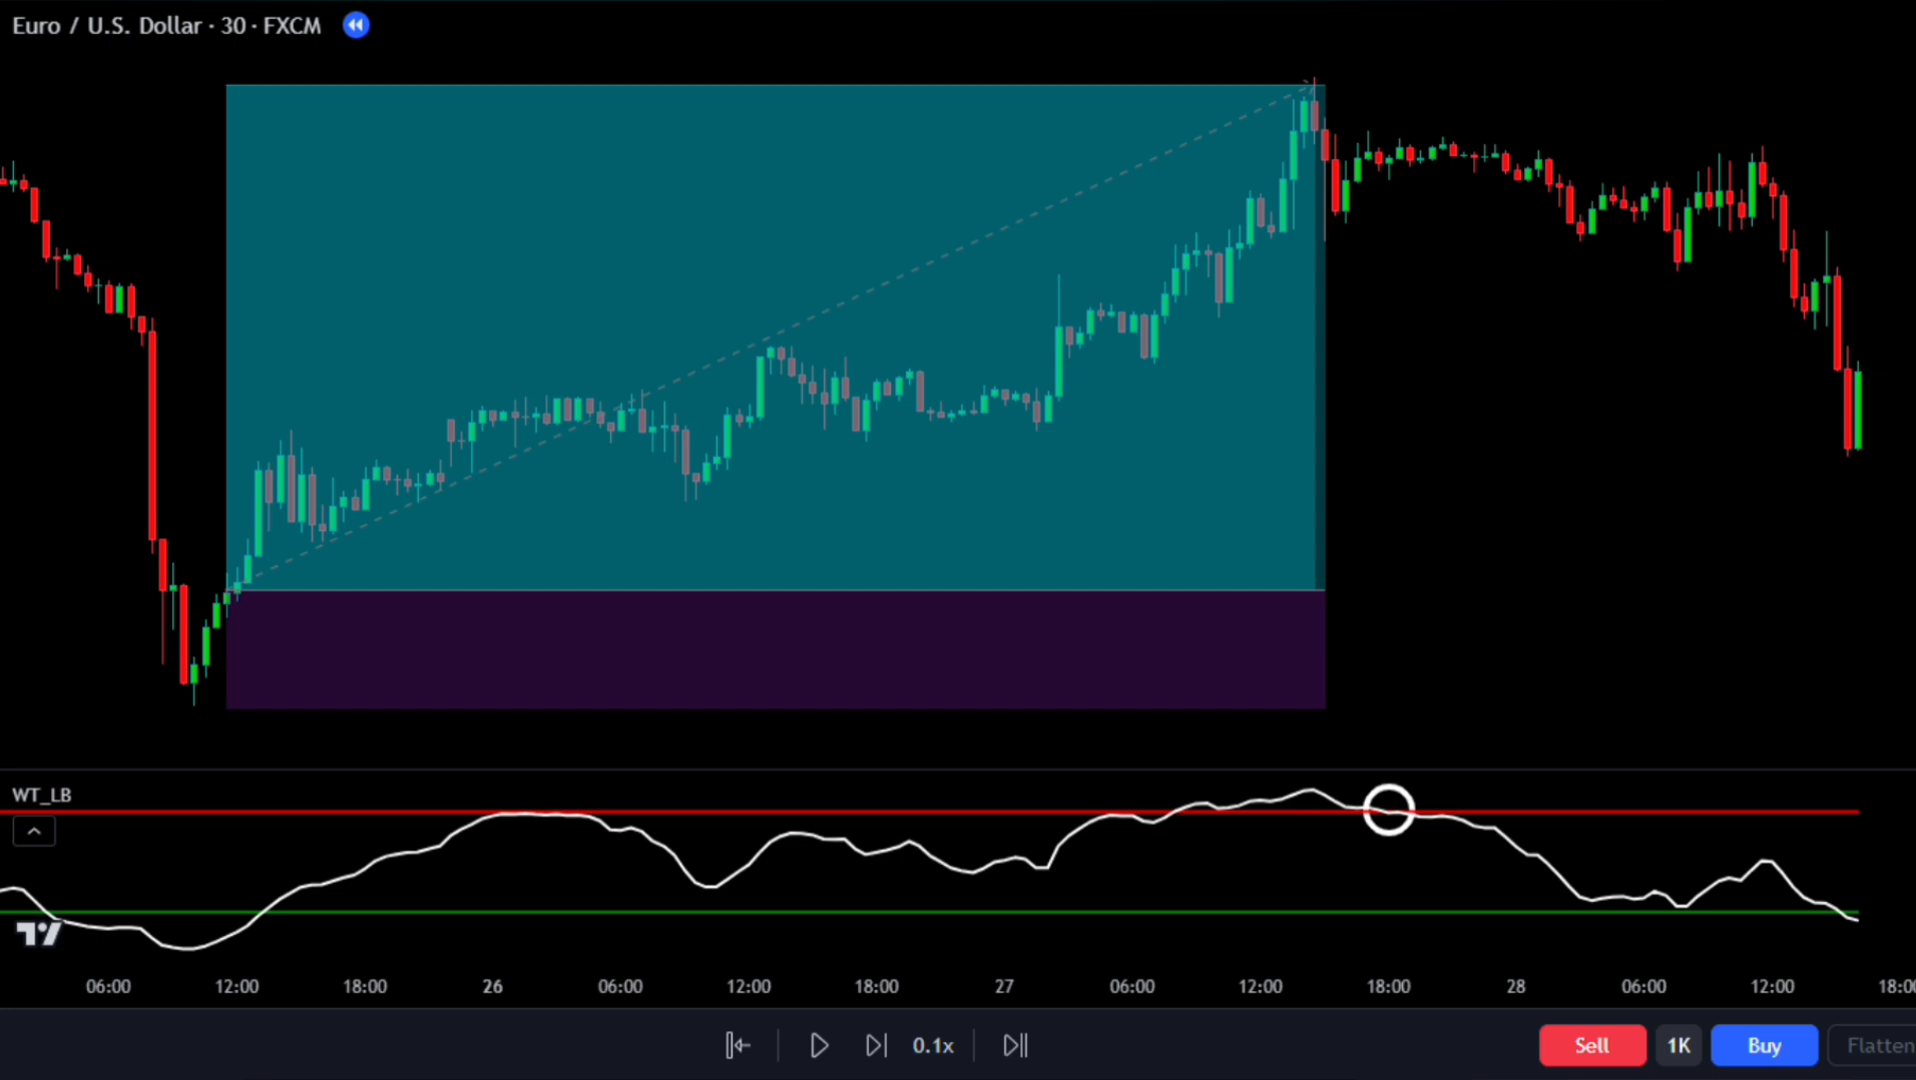 Euro / U.S. Dollar · 30 · FXCM
WT_LB
06:00 12:00 18:00 26 06:00 12:00 18:00 27 06:00 12:00 18:00 28 06:00 12:00 18:00
0.1x
Sell 1K Buy Flatten